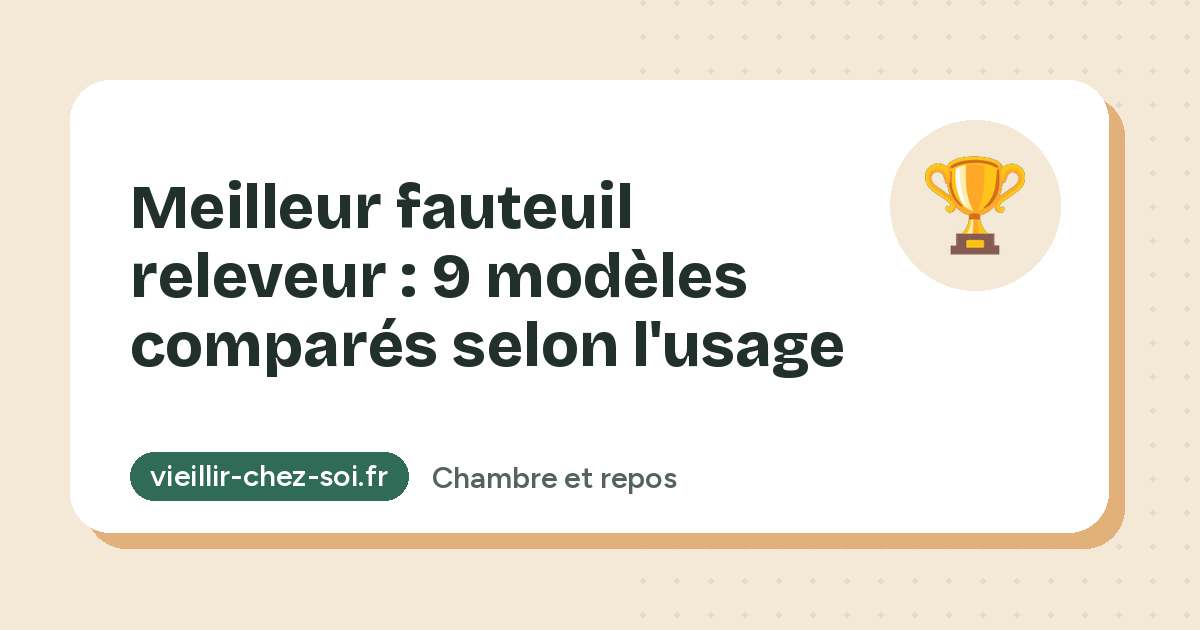 Meilleur fauteuil
releveur : 9 modèles
comparés selon l'usage
vieillir-chez-soi.fr
Chambre et repos